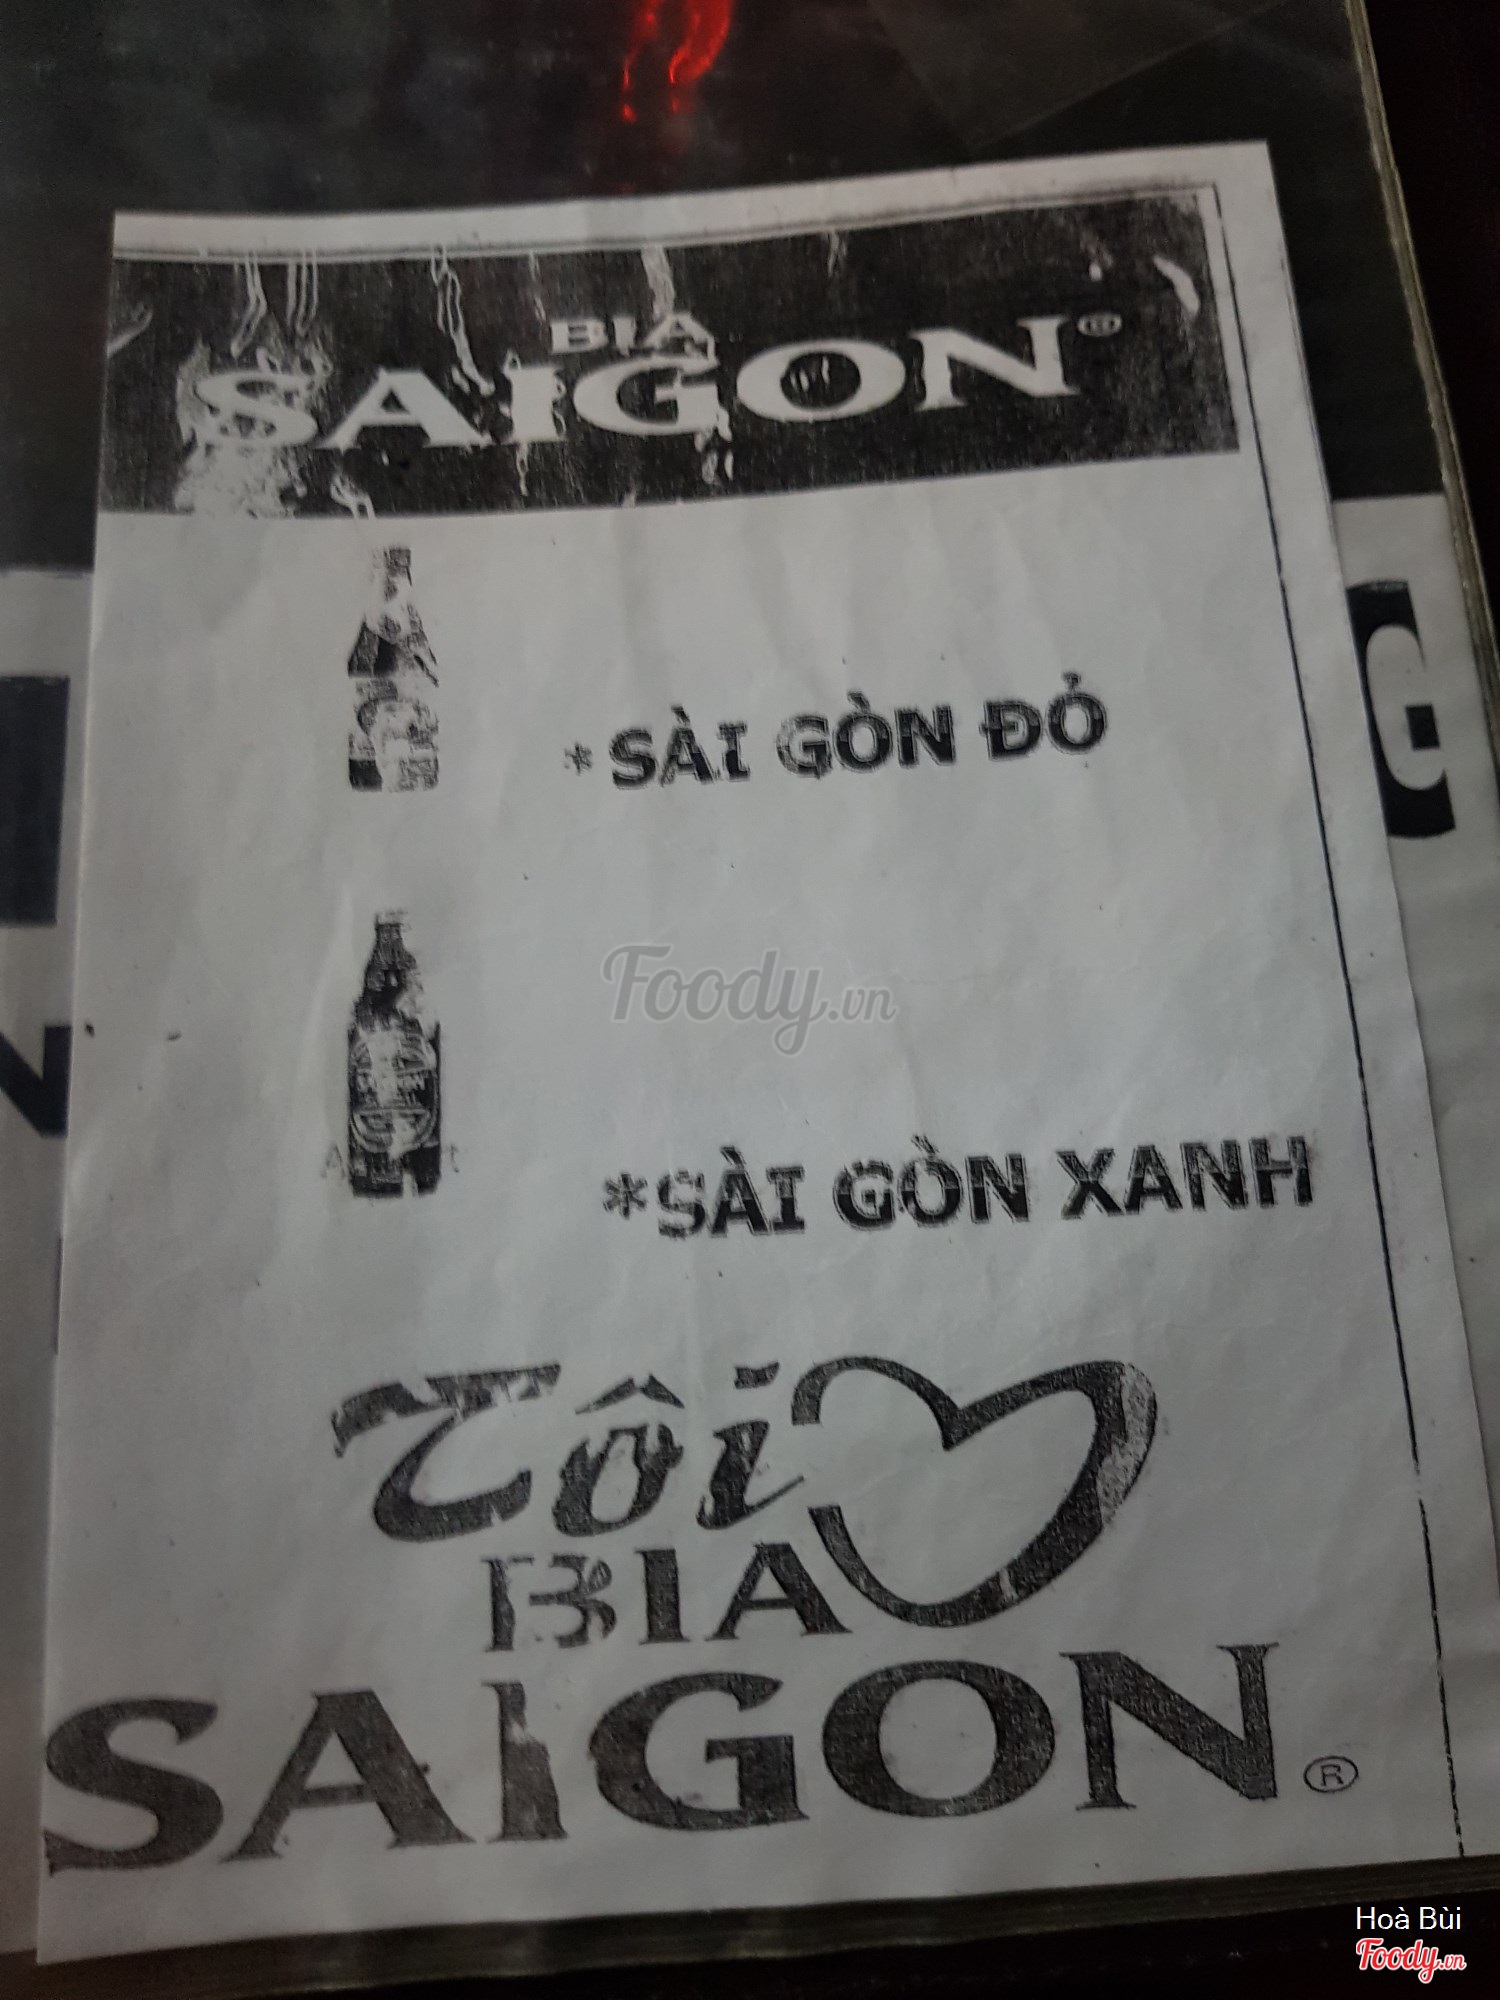 BIA
SAIGON®
*SÀI GÒN ĐỎ
Foody.vn
*SÀI GÒN XANH
Tôi
BIA
SAIGON®
Hoà Bùi
Foody.vn